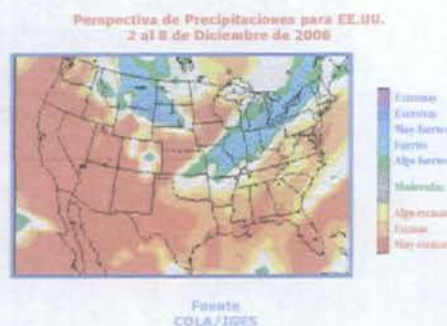 Perspectiva de Precipitaciones para EE.UU.
2 al 8 de Diciembre de 2006
Extremas
Excesivas
Muy fuertes
Fuertes
Algo fuertes
Moderadas
Algo escasas
Escasas
Muy escasas
Fuente
COLA/IGES